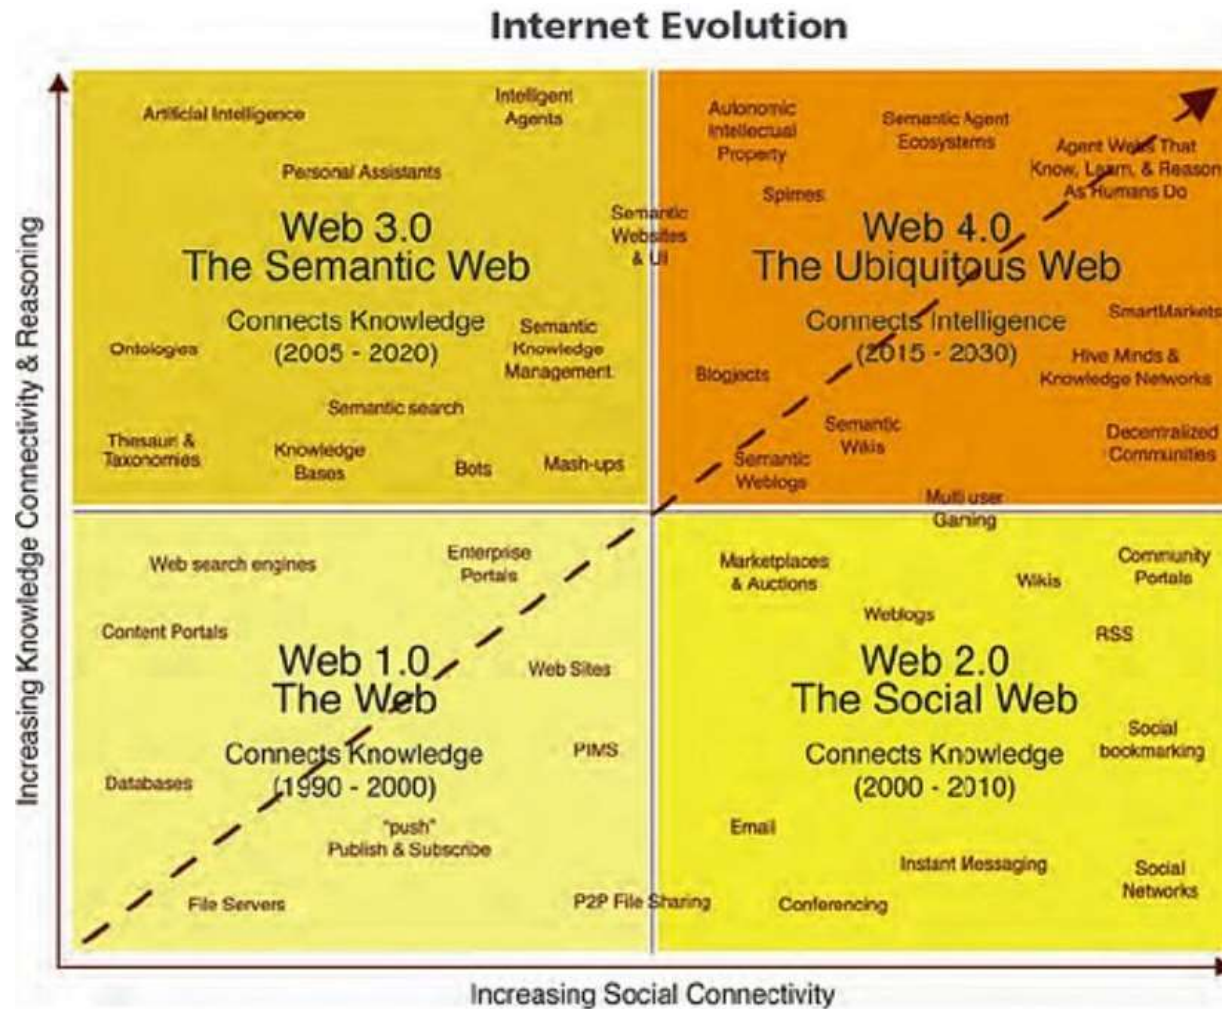 Internet Evolution
Increasing Knowledge Connectivity & Reasoning
Artificial Intelligence
Intelligent
Agents
Personal Assistants
Web 3.0
The Semantic Web
Connects Knowledge
(2005 - 2020)
Ontologies
Semantic
Knowledge
Management
Semantic search
Thesauri &
Taxonomies
Knowledge
Bases
Bots
Mash-ups
Semantic
Websites
& UI
Autonomic
Intellectual
Property
Semantic Agent
Ecosystems
Agent Webs That
Know, Learn, & Reason
As Humans Do
Spimes
Web 4.0
The Ubiquitous Web
Connects Intelligence
(2015 - 2030)
SmartMarkets
Blogjects
Hive Minds &
Knowledge Networks
Semantic
Wikis
Semantic
Weblogs
Decentralized
Communities
Multi user
Gaming
Web search engines
Enterprise
Portals
Content Portals
Web 1.0
The Web
Web Sites
Connects Knowledge
(1990 - 2000)
PIMS
Databases
"push"
Publish & Subscribe
File Servers
P2P File Sharing
Marketplaces
& Auctions
Wikis
Community
Portals
Weblogs
RSS
Web 2.0
The Social Web
Connects Knowledge
(2000 - 2010)
Social
bookmarking
Email
Instant Messaging
Social
Networks
Conferencing
Increasing Social Connectivity